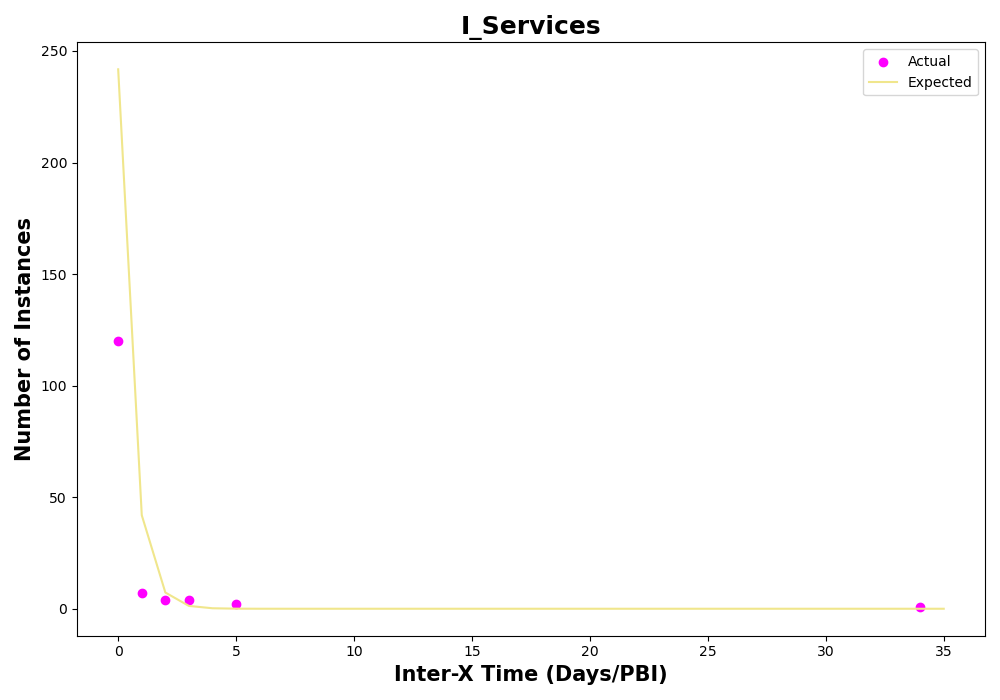 I_Services
Actual
Expected
250
200
150
100
50
0
Number of Instances
0 5 10 15 20 25 30 35
Inter-X Time (Days/PBI)